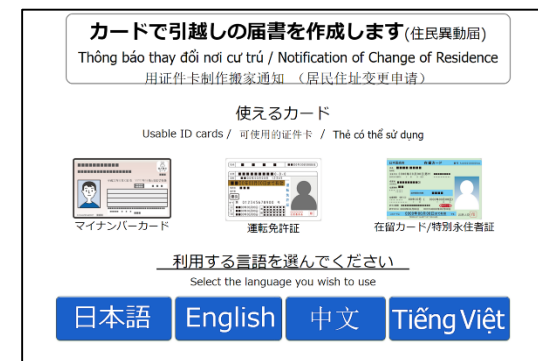 カードで引越しの届書を作成します(住民異動届)
Thông báo thay đổi nơi cư trú / Notification of Change of Residence
用证件卡制作搬家通知 （居民住址变更申请）
使えるカード
Usable ID cards / 可使用的证件卡 / Thẻ có thể sử dụng
マイナンバーカード
運転免許証
在留カード/特別永住者証
利用する言語を選んでください
Select the language you wish to use
日本語 English 中文 Tiếng Việt